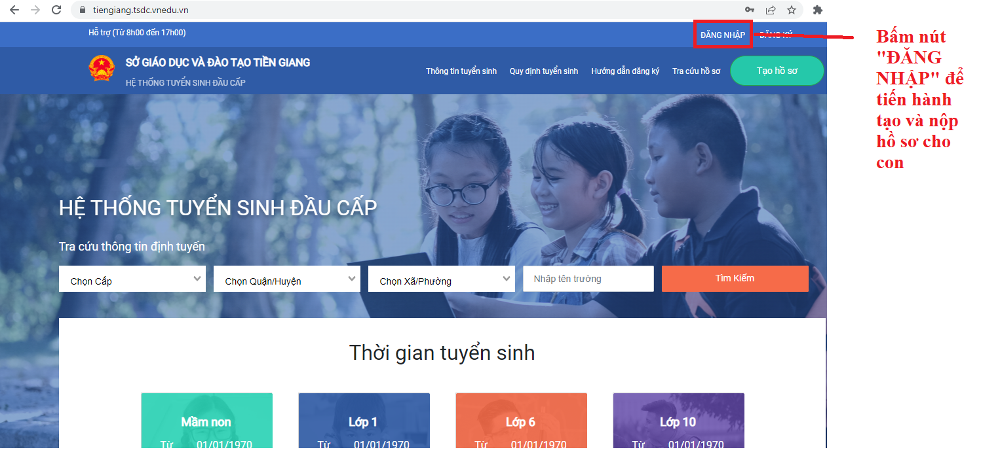 tiengiang.tsdc.vnedu.vn
Hỗ trợ (Từ 8h00 đến 17h00)
ĐĂNG NHẬP
ĐĂNG KÝ
SỞ GIÁO DỤC VÀ ĐÀO TẠO TIỀN GIANG
HỆ THỐNG TUYỂN SINH ĐẦU CẤP
Thông tin tuyển sinh
Quy định tuyển sinh
Hướng dẫn đăng ký
Tra cứu hồ sơ
Tạo hồ sơ
Bấm nút
"ĐĂNG
NHẬP" để
tiến hành
tạo và nộp
hồ sơ cho
con
HỆ THỐNG TUYỂN SINH ĐẦU CẤP
Tra cứu thông tin định tuyến
Chọn Cấp
Chọn Quận/Huyện
Chọn Xã/Phường
Nhập tên trường
Tìm Kiếm
Thời gian tuyển sinh
Mầm non
Từ 01/01/1970
Lớp 1
Từ 01/01/1970
Lớp 6
Từ 01/01/1970
Lớp 10
Từ 01/01/1970